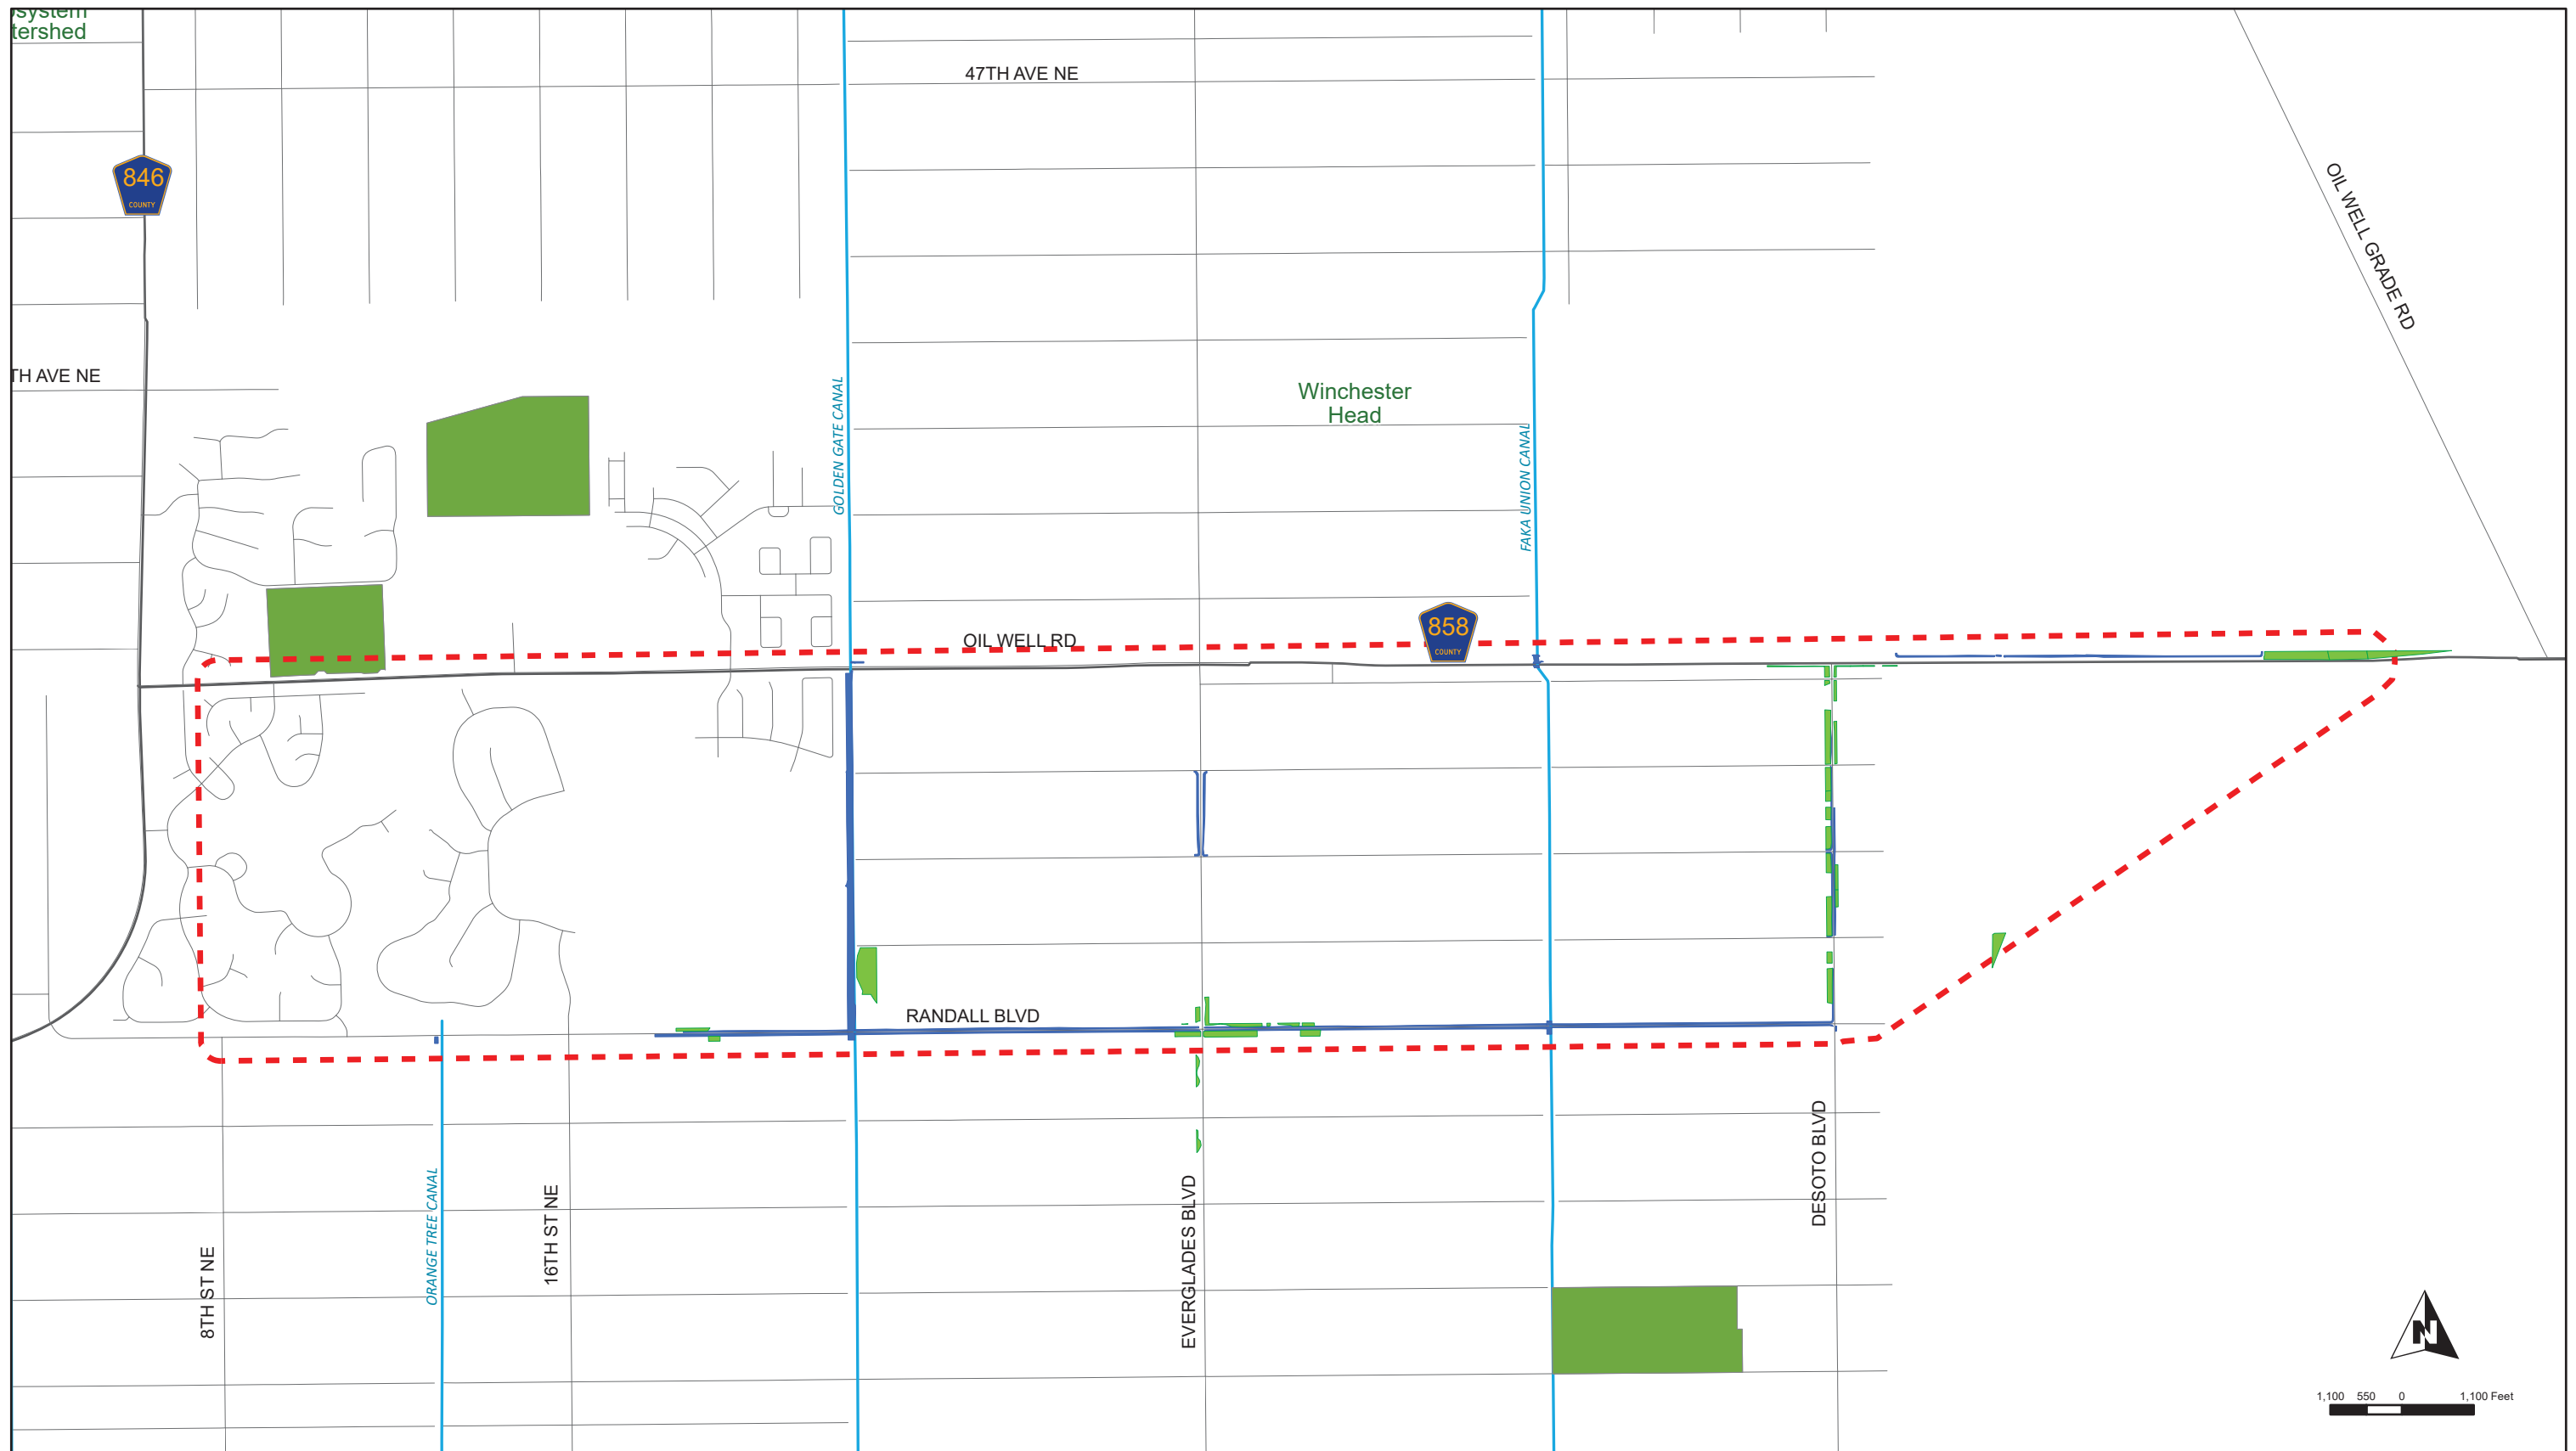 tershed
47TH AVE NE
846
COUNTY
OIL WELL GRADE RD
TH AVE NE
Winchester
Head
GOLDEN GATE CANAL
FAKA UNION CANAL
858
COUNTY
OIL WELL RD
RANDALL BLVD
DESOTO BLVD
ORANGE TREE CANAL
EVERGLADES BLVD
16TH ST NE
8TH ST NE
N
1,100 550 0 1,100 Feet